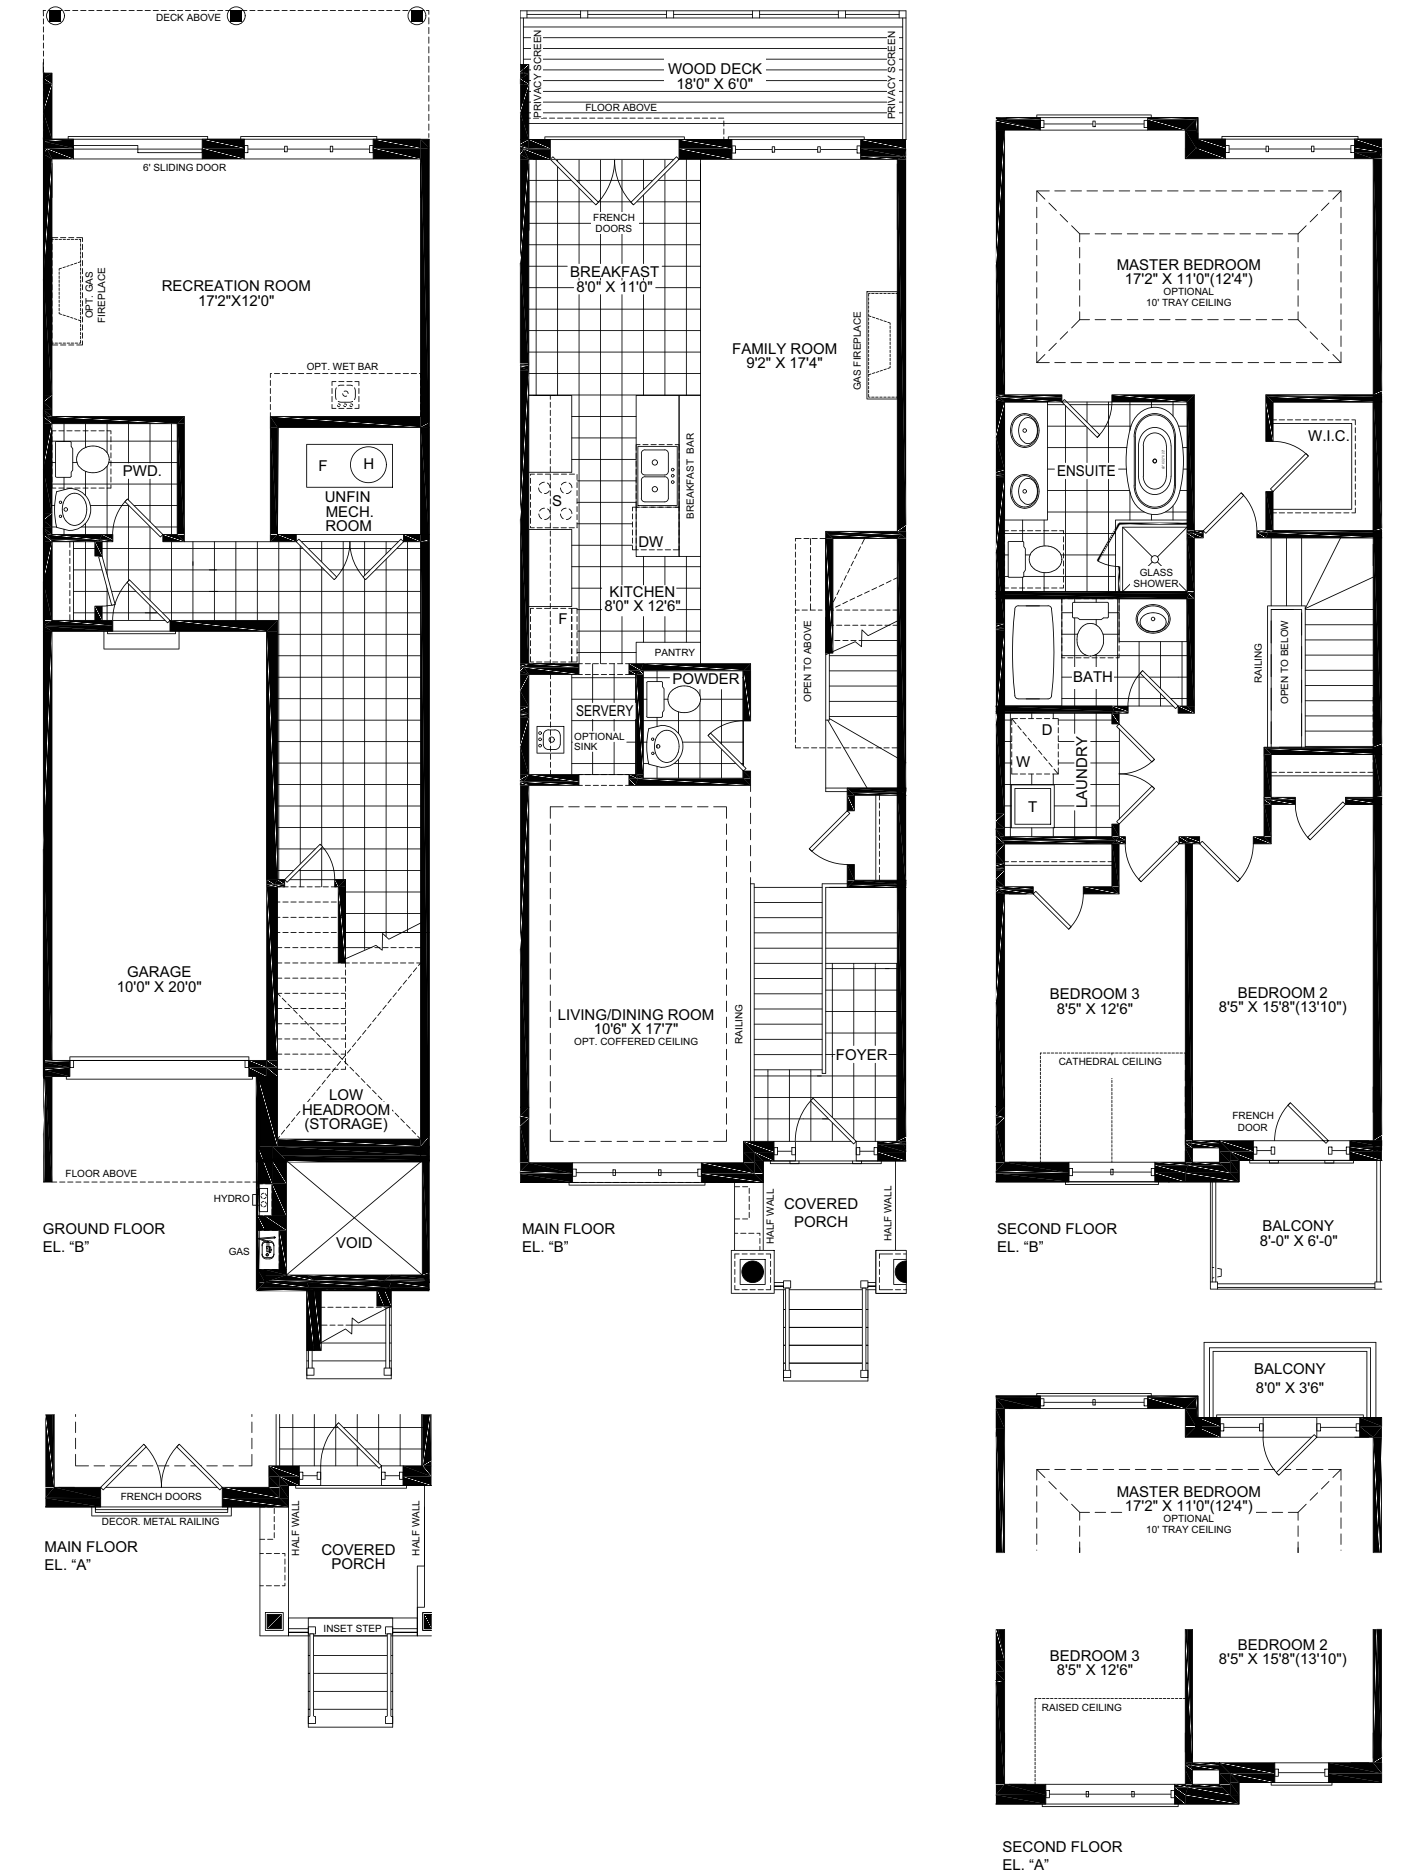 DECK ABOVE
6' SLIDING DOOR
OPT. GAS
FIREPLACE
RECREATION ROOM
17'2"X12'0"
OPT. WET BAR
PWD.
F
H
UNFIN
MECH.
ROOM
GARAGE
10'0" X 20'0"
LOW
HEADROOM
(STORAGE)
FLOOR ABOVE
HYDRO
GAS
VOID
GROUND FLOOR
EL. “B”
PRIVACY SCREEN
WOOD DECK
18'0" X 6'0"
PRIVACY SCREEN
FLOOR ABOVE
FRENCH
DOORS
BREAKFAST
8'0" X 11'0"
FAMILY ROOM
9'2" X 17'4"
GAS FIREPLACE
BREAKFAST BAR
S
DW
KITCHEN
8'0" X 12'6"
F
PANTRY
OPEN TO ABOVE
POWDER
SERVERY
OPTIONAL
SINK
LIVING/DINING ROOM
10'6" X 17'7"
OPT. COFFERED CEILING
RAILING
FOYER
HALF WALL
COVERED
PORCH
HALF WALL
MAIN FLOOR
EL. “B”
MASTER BEDROOM
17'2" X 11'0"(12'4")
OPTIONAL
10' TRAY CEILING
W.I.C.
ENSUITE
GLASS
SHOWER
BATH
RAILING
OPEN TO BELOW
D
W
T
LAUNDRY
BEDROOM 3
8'5" X 12'6"
CATHEDRAL CEILING
BEDROOM 2
8'5" X 15'8"(13'10")
FRENCH
DOOR
SECOND FLOOR
EL. “B”
BALCONY
8'-0" X 6'-0"
FRENCH DOORS
DECOR. METAL RAILING
HALF WALL
COVERED
PORCH
HALF WALL
INSET STEP
MAIN FLOOR
EL. “A”
BALCONY
8'0" X 3'6"
MASTER BEDROOM
17'2" X 11'0"(12'4")
OPTIONAL
10' TRAY CEILING
BEDROOM 3
8'5" X 12'6"
RAISED CEILING
BEDROOM 2
8'5" X 15'8"(13'10")
SECOND FLOOR
EL. “A”